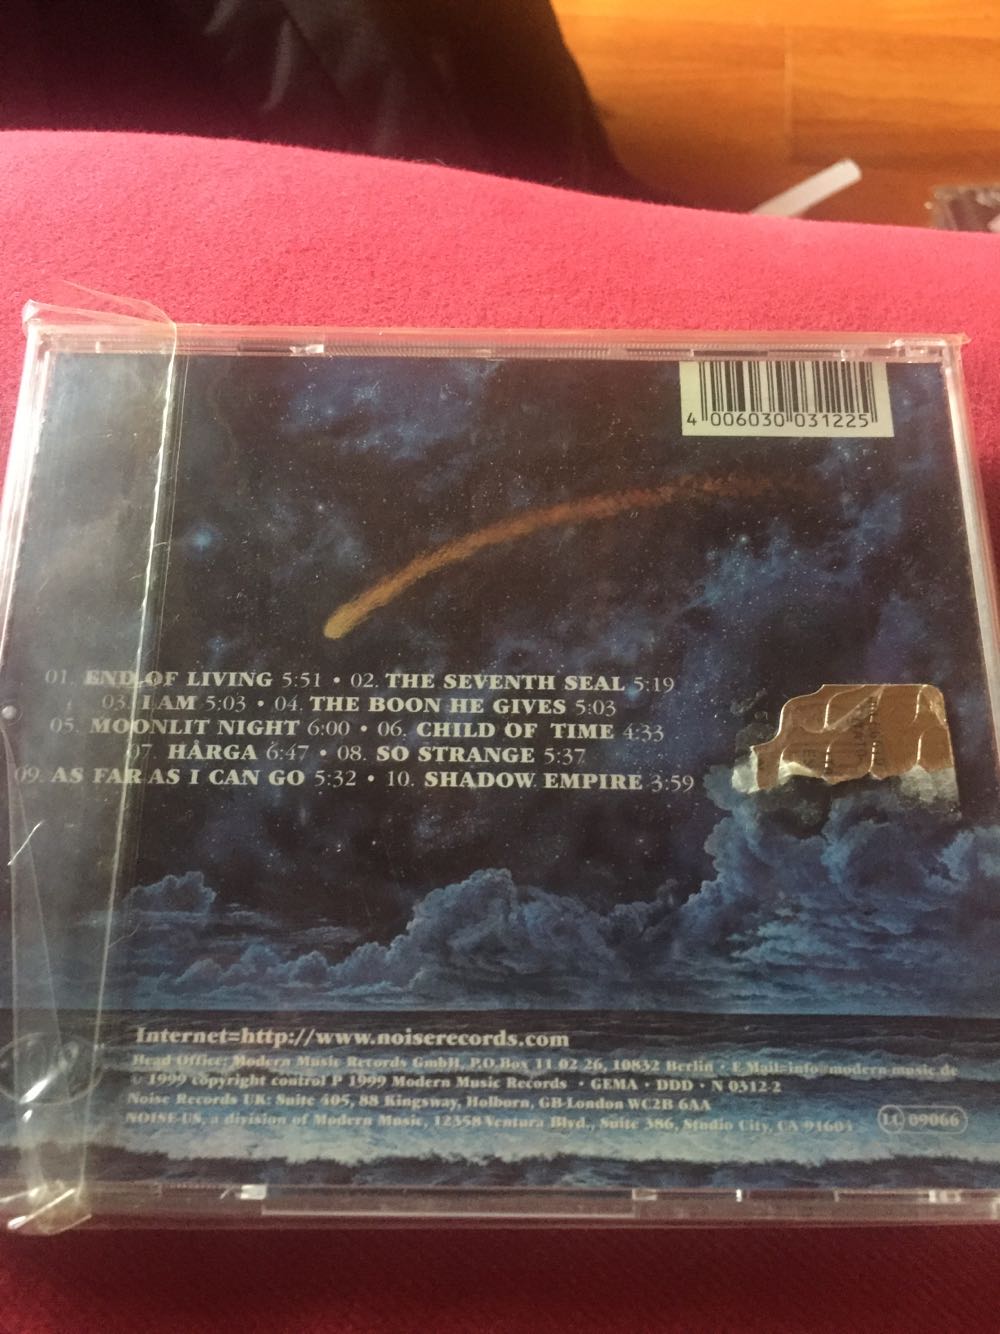 4 006030 031225
01. END OF LIVING 5:51 • 02. THE SEVENTH SEAL 5:19
03. I AM 5:03 • 04. THE BOON HE GIVES 5:03
05. MOONLIT NIGHT 6:00 • 06. CHILD OF TIME 4:33
07. HÅRGA 6:47 • 08. SO STRANGE 5:37
09. AS FAR AS I CAN GO 5:32 • 10. SHADOW EMPIRE 3:59
Internet=http://www.noiserecords.com
Head Office: Modern Music Records GmbH, P.O.Box 11 02 26, 10832 Berlin • E-Mail:info@modern-music.de
© 1999 copyright control P 1999 Modern Music Records • GEMA • DDD • N 0312-2
Noise Records UK: Suite 405, 88 Kingsway, Holborn, GB-London WC2B 6AA
NOISE-US, a division of Modern Music, 12358 Ventura Blvd., Suite 386, Studio City, CA 91604
LC 09066